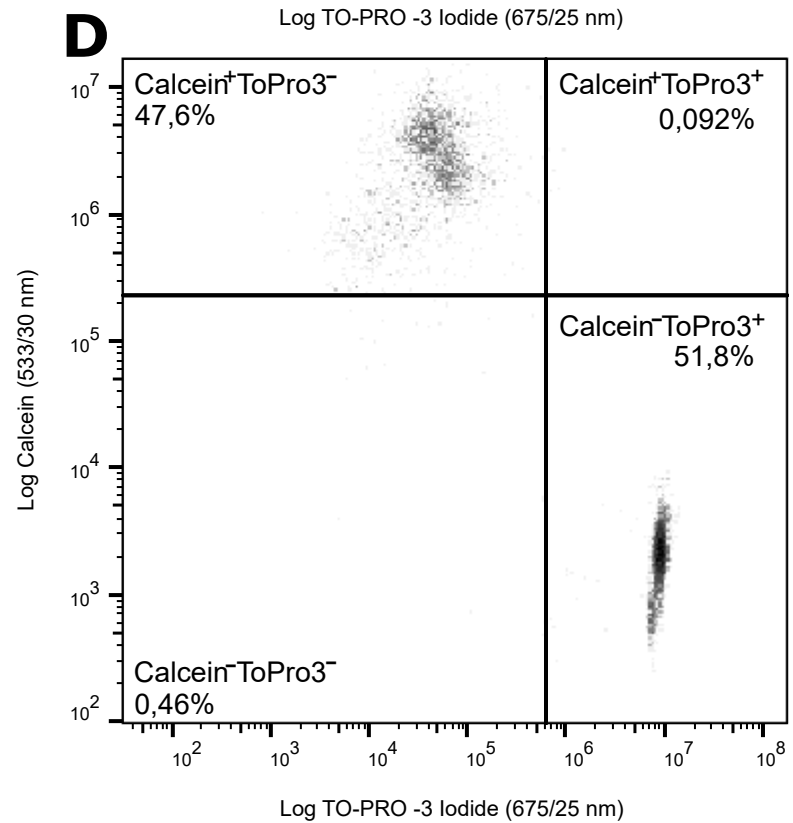 Log TO-PRO -3 Iodide (675/25 nm)
D
Calcein⁺ToPro3⁻
47,6%
Calcein⁺ToPro3⁺
0,092%
Calcein⁻ToPro3⁺
51,8%
Calcein⁻ToPro3⁻
0,46%
Log Calcein (533/30 nm)
10⁷
10⁶
10⁵
10⁴
10³
10²
10² 10³ 10⁴ 10⁵ 10⁶ 10⁷ 10⁸
Log TO-PRO -3 Iodide (675/25 nm)